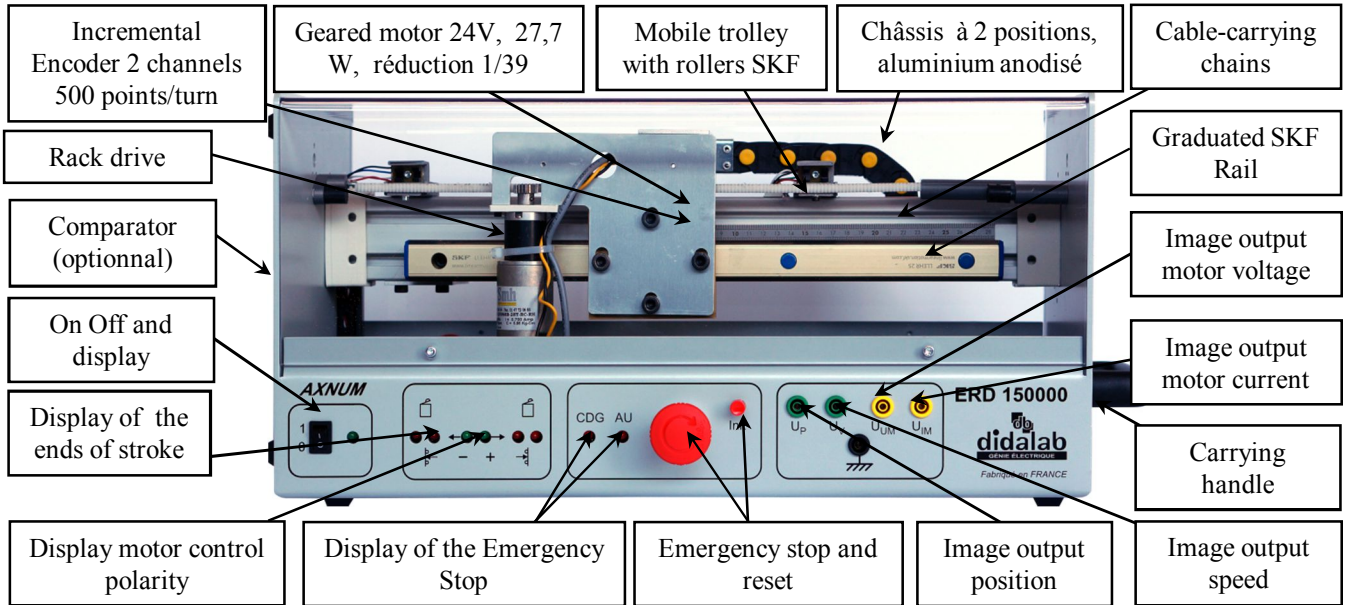 Incremental
Encoder 2 channels
500 points/turn
Geared motor 24V, 27,7
W, réduction 1/39
Mobile trolley
with rollers SKF
Châssis à 2 positions,
aluminium anodisé
Cable-carrying
chains
Rack drive
Graduated SKF
Rail
Comparator
(optionnal)
Image output
motor voltage
On Off and
display
Image output
motor current
Display of the
ends of stroke
SKF
AXNUM
1
0
- +
CDG AU
UP
UUM UIM
ERD 150000
didalab
GÉNIE ÉLECTRIQUE
Fabriqué en FRANCE
Carrying
handle
Display motor control
polarity
Display of the Emergency
Stop
Emergency stop and
reset
Image output
position
Image output
speed